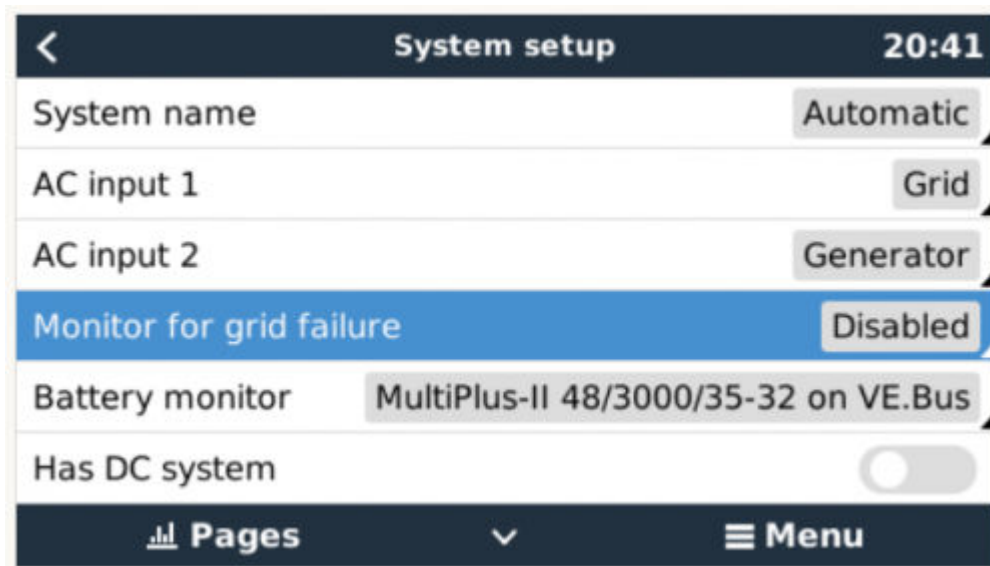 System setup 20:41
System name Automatic
AC input 1 Grid
AC input 2 Generator
Monitor for grid failure Disabled
Battery monitor MultiPlus-II 48/3000/35-32 on VE.Bus
Has DC system
Pages Menu